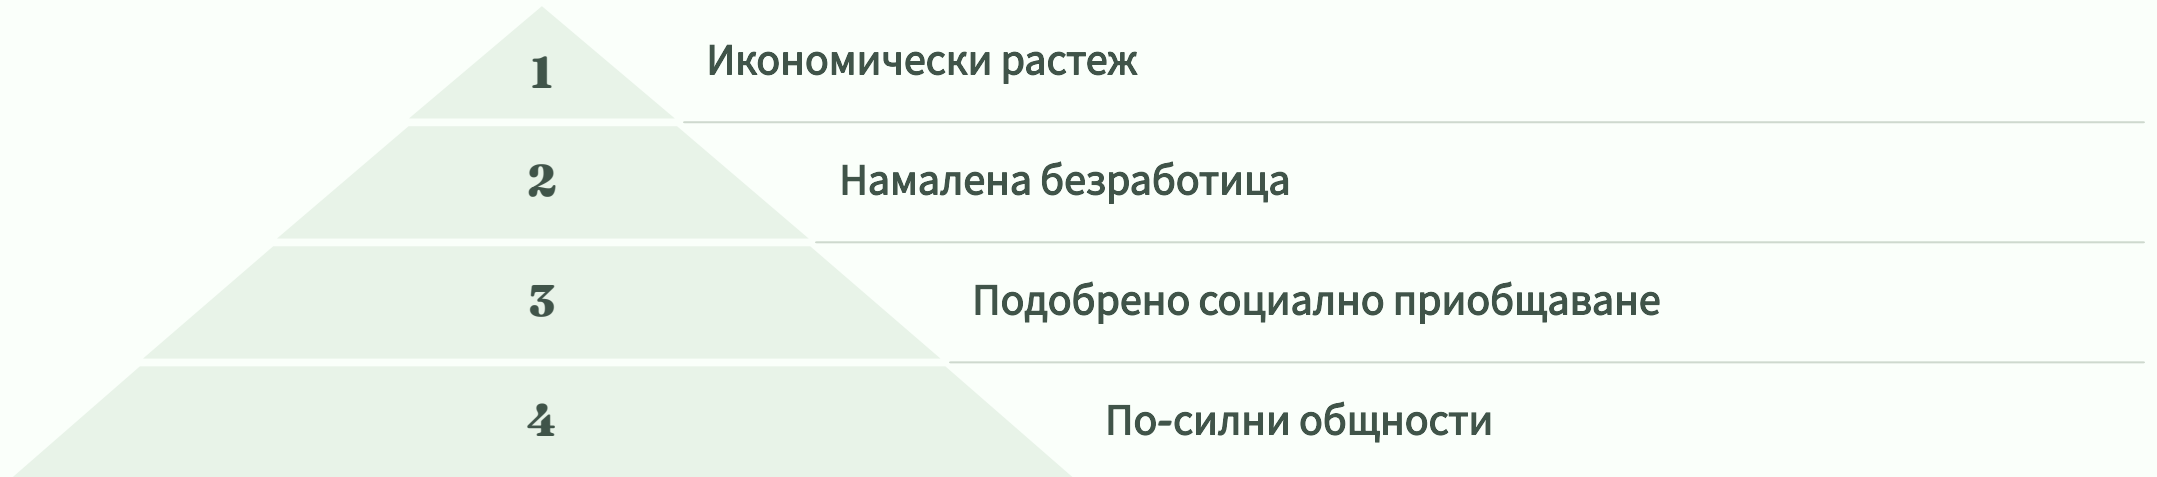 1 Икономически растеж
2 Намалена безработица
3 Подобрено социално приобщаване
4 По-силни общности